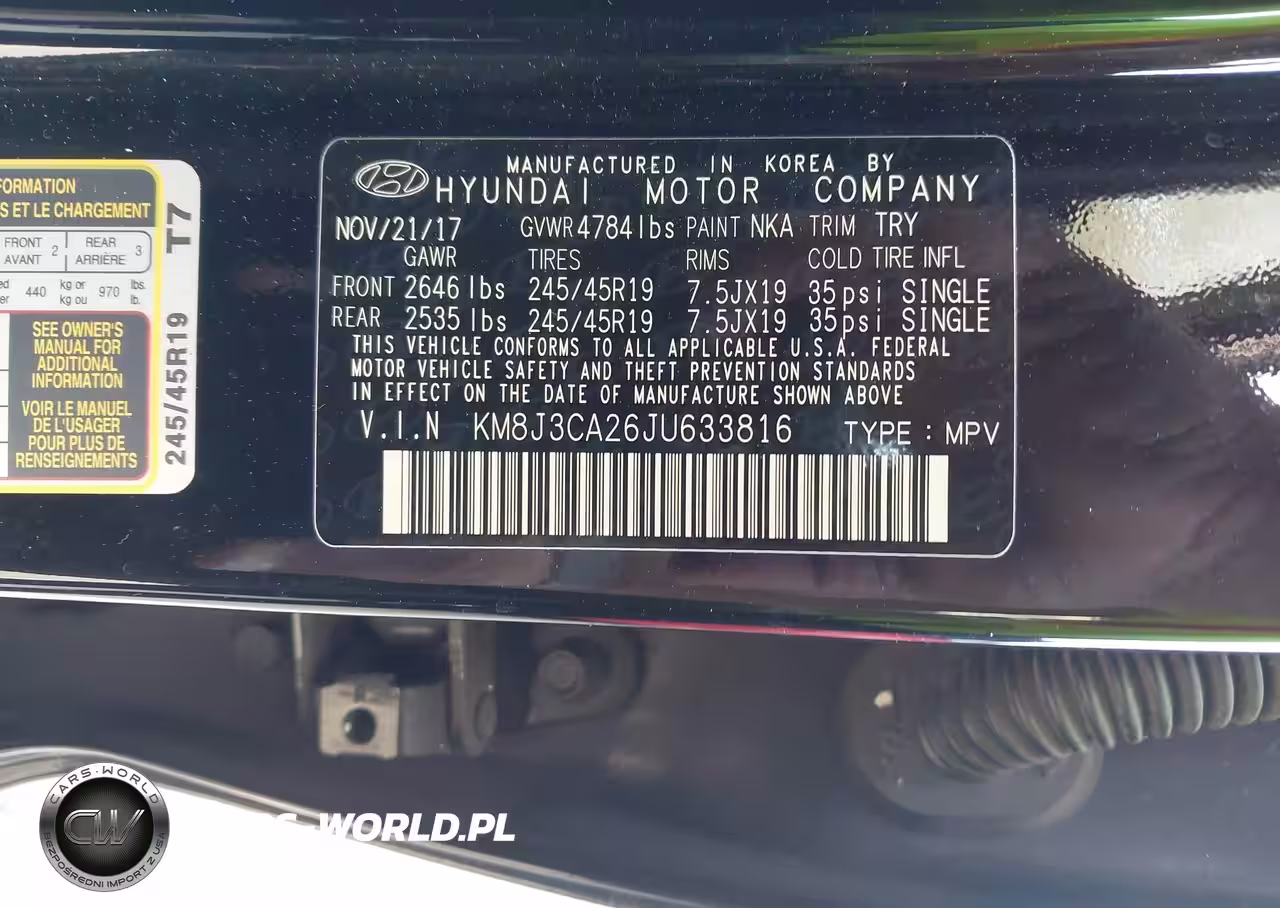 FORMATION
S ET LE CHARGEMENT
FRONT
AVANT 2
REAR
ARRIÈRE 3
440 kg or
kg ou 970 lbs.
lb.
SEE OWNER'S
MANUAL FOR
ADDITIONAL
INFORMATION
VOIR LE MANUEL
DE L'USAGER
POUR PLUS DE
RENSEIGNEMENTS
245/45R19 T7
MANUFACTURED IN KOREA BY
HYUNDAI MOTOR COMPANY
NOV/21/17 GVWR 4784 lbs PAINT NKA TRIM TRY
GAWR TIRES RIMS COLD TIRE INFL
FRONT 2646 lbs 245/45R19 7.5JX19 35psi SINGLE
REAR 2535 lbs 245/45R19 7.5JX19 35psi SINGLE
THIS VEHICLE CONFORMS TO ALL APPLICABLE U.S.A. FEDERAL
MOTOR VEHICLE SAFETY AND THEFT PREVENTION STANDARDS
IN EFFECT ON THE DATE OF MANUFACTURE SHOWN ABOVE
V.I.N KM8J3CA26JU633816 TYPE : MPV
CARS-WORLD
CW
BEZPOŚREDNI IMPORT Z USA
S-WORLD.PL